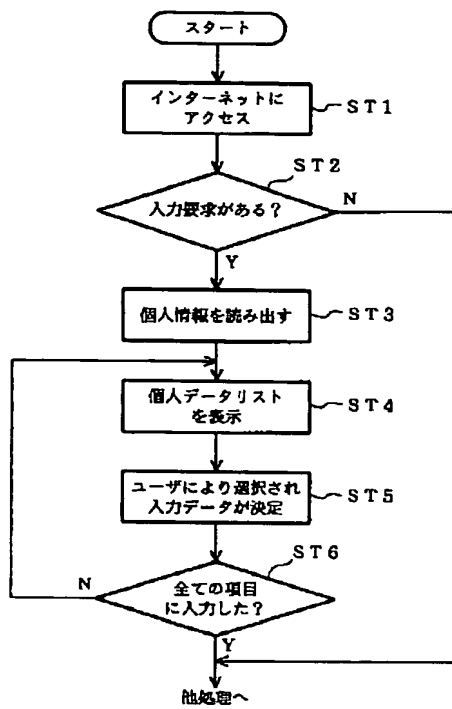 スタート
インターネットに
アクセス
ST1
ST2
入力要求がある？
N
Y
個人情報を読み出す
ST3
個人データリスト
を表示
ST4
ユーザにより選択され
入力データが決定
ST5
ST6
全ての項目
に入力した？
N
Y
他処理へ